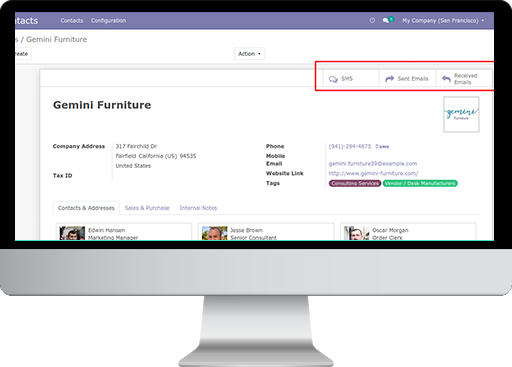 ntacts Contacts Configuration 1 My Company (San Francisco)
s / Gemini Furniture
reate Action
SMS Sent Emails Received Emails
Gemini Furniture
gemini
Furniture
Company Address 317 Fairchild Dr
Fairfield California (US) 94535
United States
Tax ID
Phone (941)-284-4875 SMS
Mobile
Email gemini.furniture39@example.com
Website Link http://www.gemini-furniture.com/
Tags Consulting Services Vendor / Desk Manufacturers
Contacts & Addresses Sales & Purchase Internal Notes
Edwin Hansen
Marketing Manager
Jesse Brown
Senior Consultant
Oscar Morgan
Order Clerk